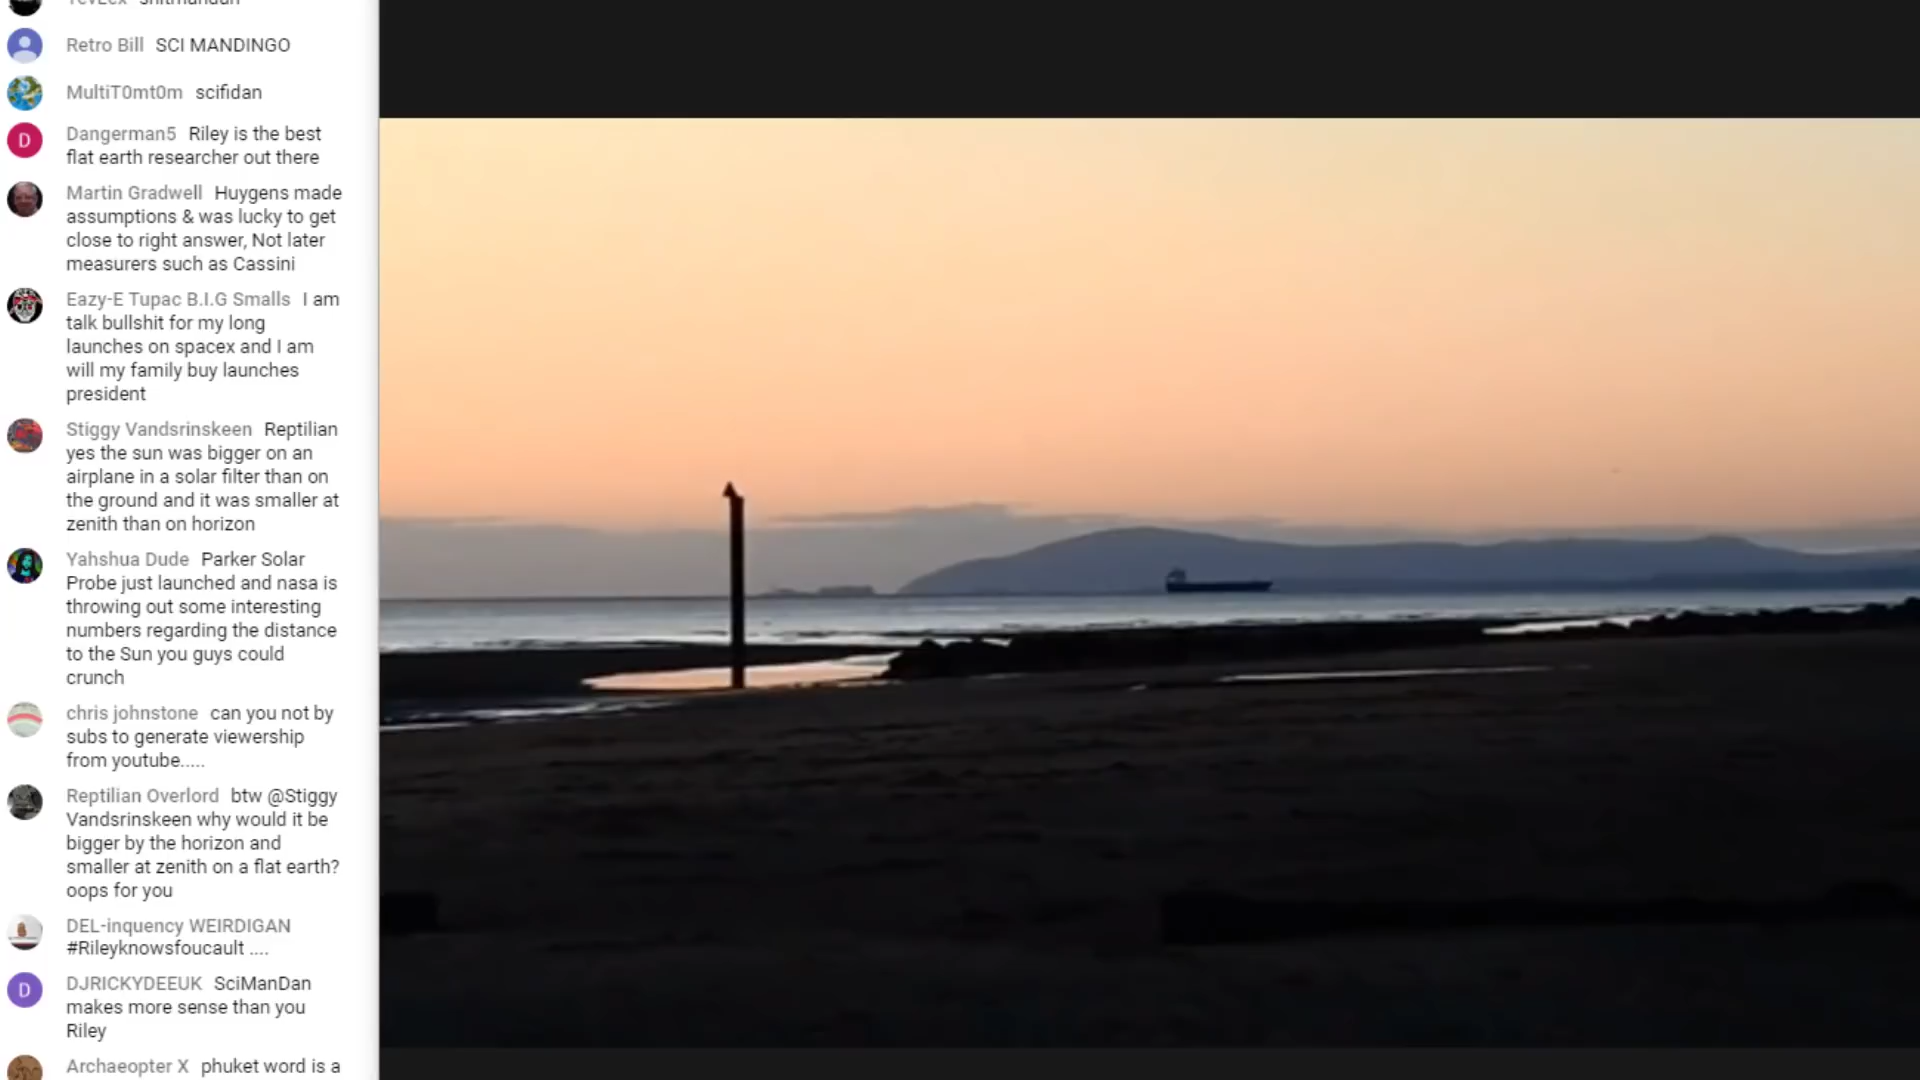 Retro Bill SCI MANDINGO
MultiT0mt0m scifidan
D
Dangerman5 Riley is the best
flat earth researcher out there
Martin Gradwell Huygens made
assumptions & was lucky to get
close to right answer, Not later
measurers such as Cassini
Eazy-E Tupac B.I.G Smalls I am
talk bullshit for my long
launches on spacex and I am
will my family buy launches
president
Stiggy Vandsrinskeen Reptilian
yes the sun was bigger on an
airplane in a solar filter than on
the ground and it was smaller at
zenith than on horizon
Yahshua Dude Parker Solar
Probe just launched and nasa is
throwing out some interesting
numbers regarding the distance
to the Sun you guys could
crunch
chris johnstone can you not by
subs to generate viewership
from youtube.....
Reptilian Overlord btw @Stiggy
Vandsrinskeen why would it be
bigger by the horizon and
smaller at zenith on a flat earth?
oops for you
DEL-inquency WEIRDIGAN
#Rileyknowsfoucault ....
D
DJRICKYDEEUK SciManDan
makes more sense than you
Riley
Archaeopter X phuket word is a